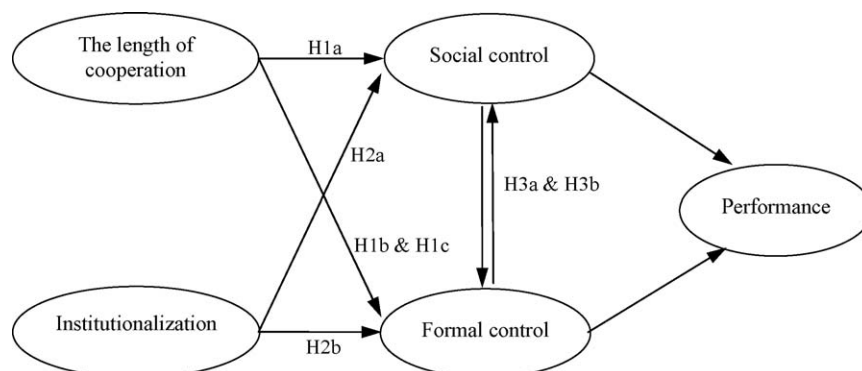 The length of
cooperation
H1a
Social control
H2a
H3a & H3b
Performance
H1b & H1c
Institutionalization
H2b
Formal control